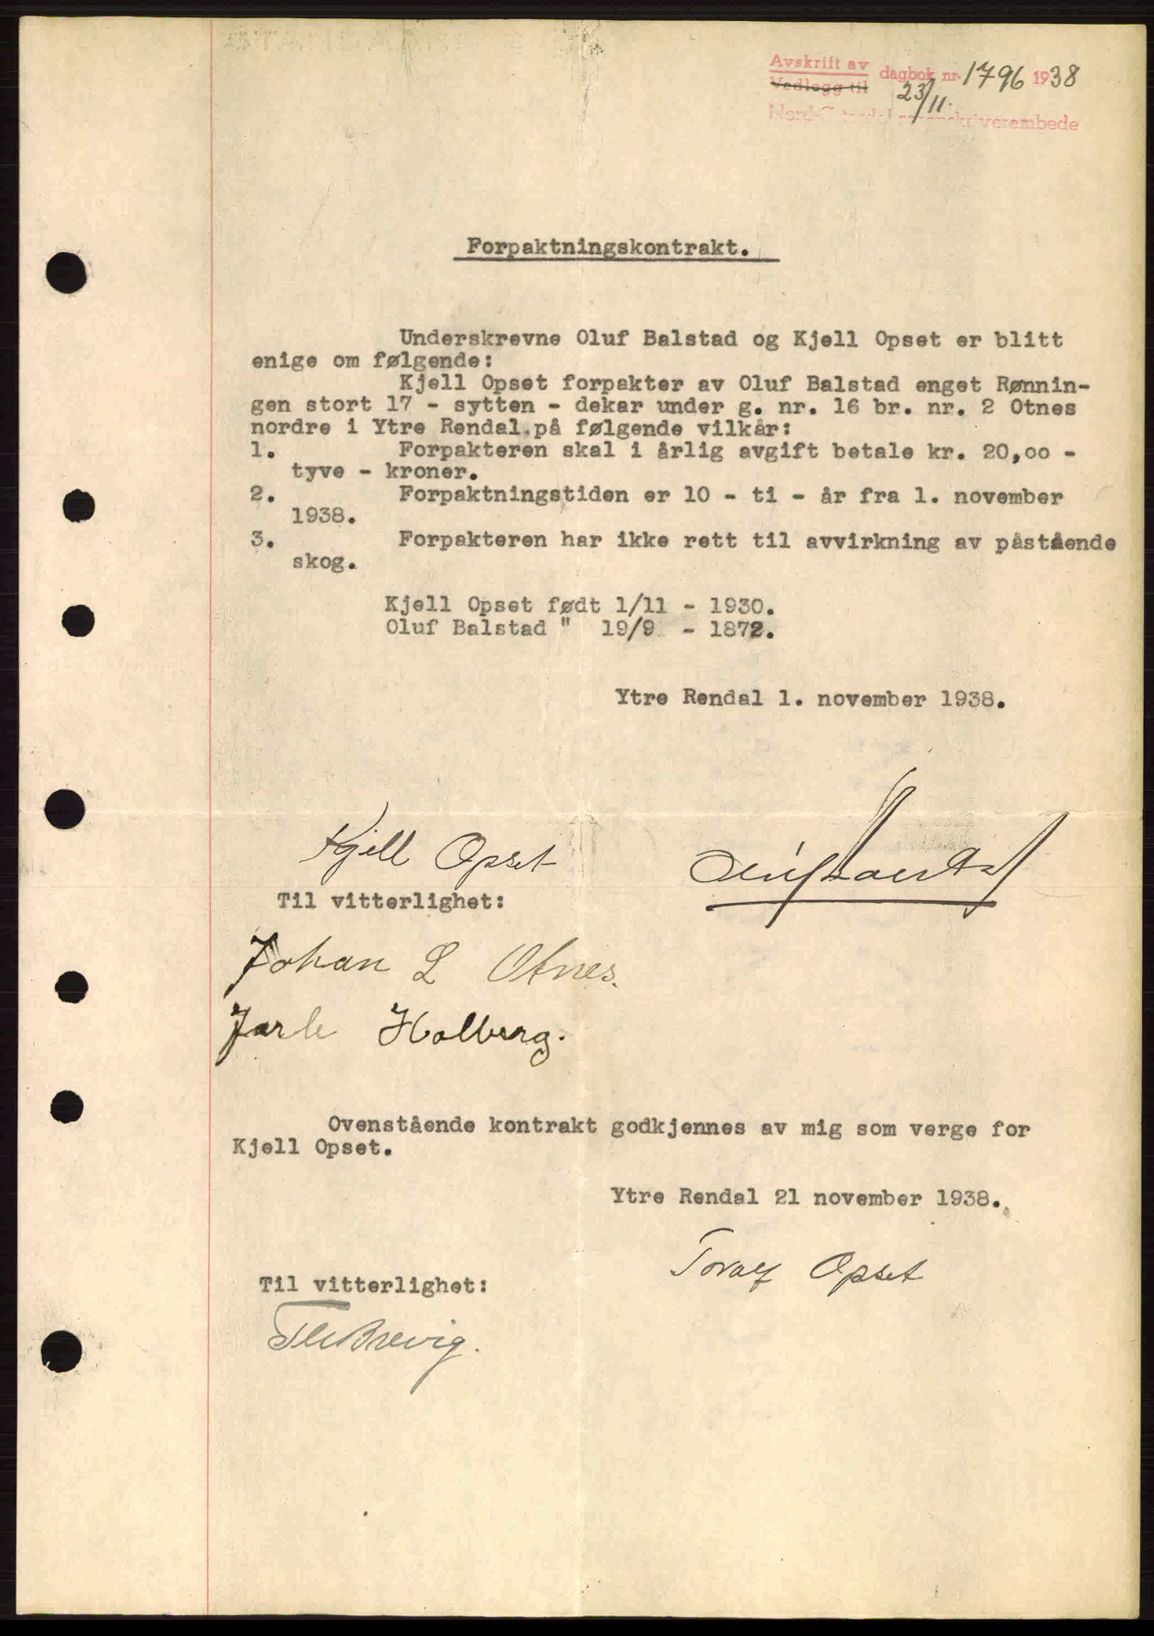 Avskrift av
Vedlegg til
dagbok nr. 1796 1938
23/11.
Nord- sorenskriverembede
Forpaktningskontrakt.
Underskrevne Oluf Balstad og Kjell Opset er blitt
enige om følgende:
Kjell Opset forpakter av Oluf Balstad enget Rønnin-
gen stort 17 - sytten - dekar under g. nr. 16 br. nr. 2 Otnes
nordre i Ytre Rendal på følgende vilkår:
1. Forpakteren skal i årlig avgift betale kr. 20,oo -
tyve - kroner.
2. Forpaktningstiden er 10 - ti - år fra 1. november
1938.
3. Forpakteren har ikke rett til avvirkning av påstående
skog.
Kjell Opset født 1/11 - 1930.
Oluf Balstad " 19/9 - 1872.
Ytre Rendal 1. november 1938.
Kjell Opset
Til vitterlighet:
Johan L Otnes.
Jarle Holberg.
Ovenstående kontrakt godkjennes av mig som verge for
Kjell Opset.
Ytre Rendal 21 november 1938.
Toralf Opset
Til vitterlighet:
Brevig.